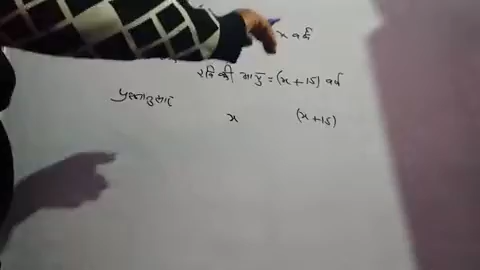 x वर्ष
रवि की आयु = (x + 15) वर्ष
प्रश्नानुसार
x (x+15)